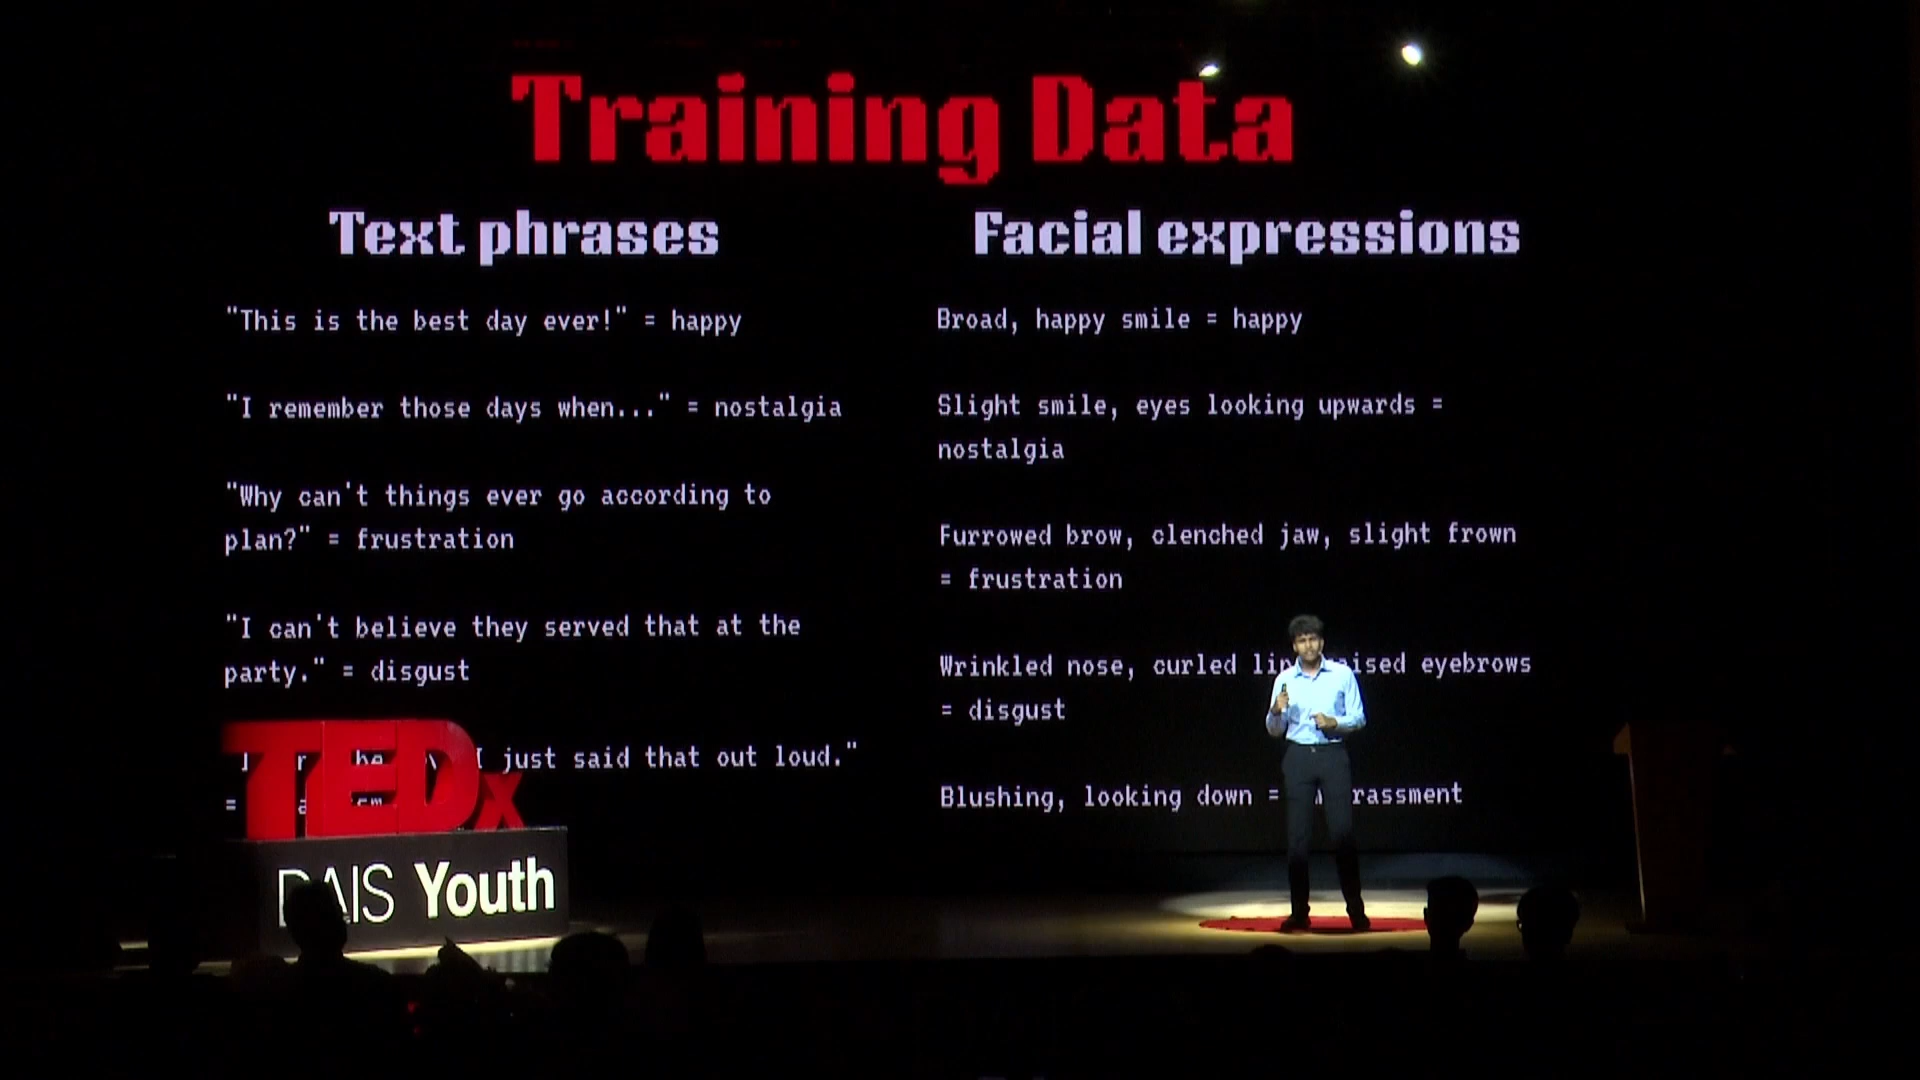 Training Data
Text phrases
"This is the best day ever!" = happy
"I remember those days when..." = nostalgia
"Why can't things ever go according to
plan?" = frustration
"I can't believe they served that at the
party." = disgust
I just said that out loud."
=
Facial expressions
Broad, happy smile = happy
Slight smile, eyes looking upwards =
nostalgia
Furrowed brow, clenched jaw, slight frown
= frustration
Wrinkled nose, curled eyebrows
= disgust
Blushing, looking down =
TEDx
DAIS Youth